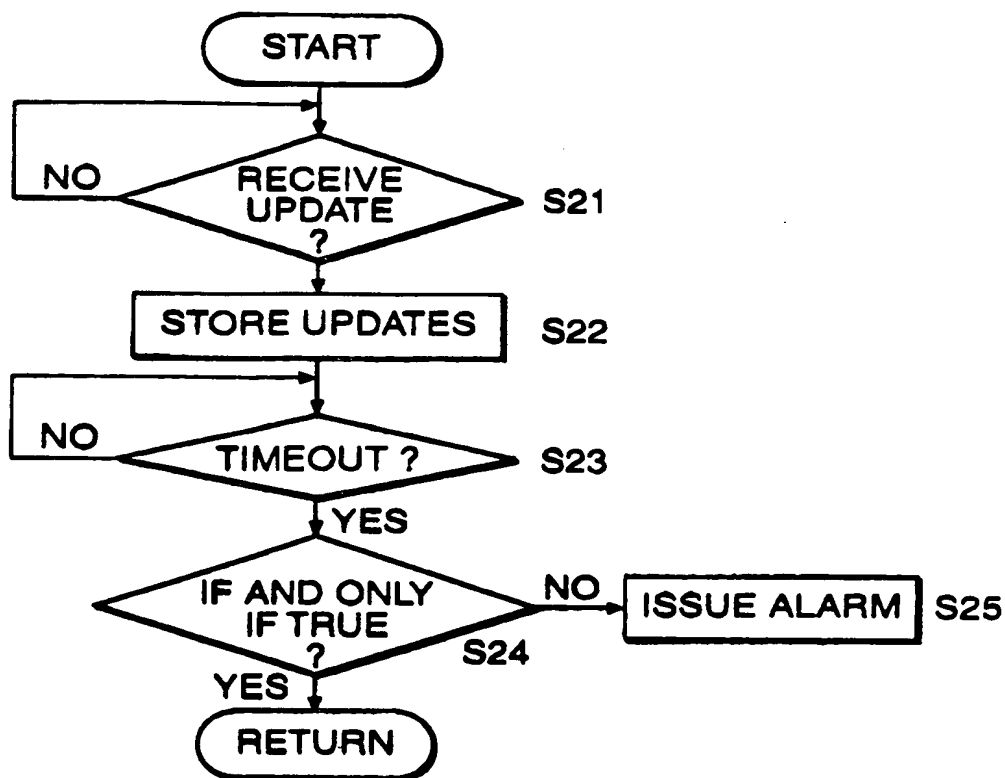 START
NO
RECEIVE
UPDATE
?
S21
STORE UPDATES
S22
NO
TIMEOUT ?
S23
YES
IF AND ONLY
IF TRUE
?
S24
NO
ISSUE ALARM
S25
YES
RETURN